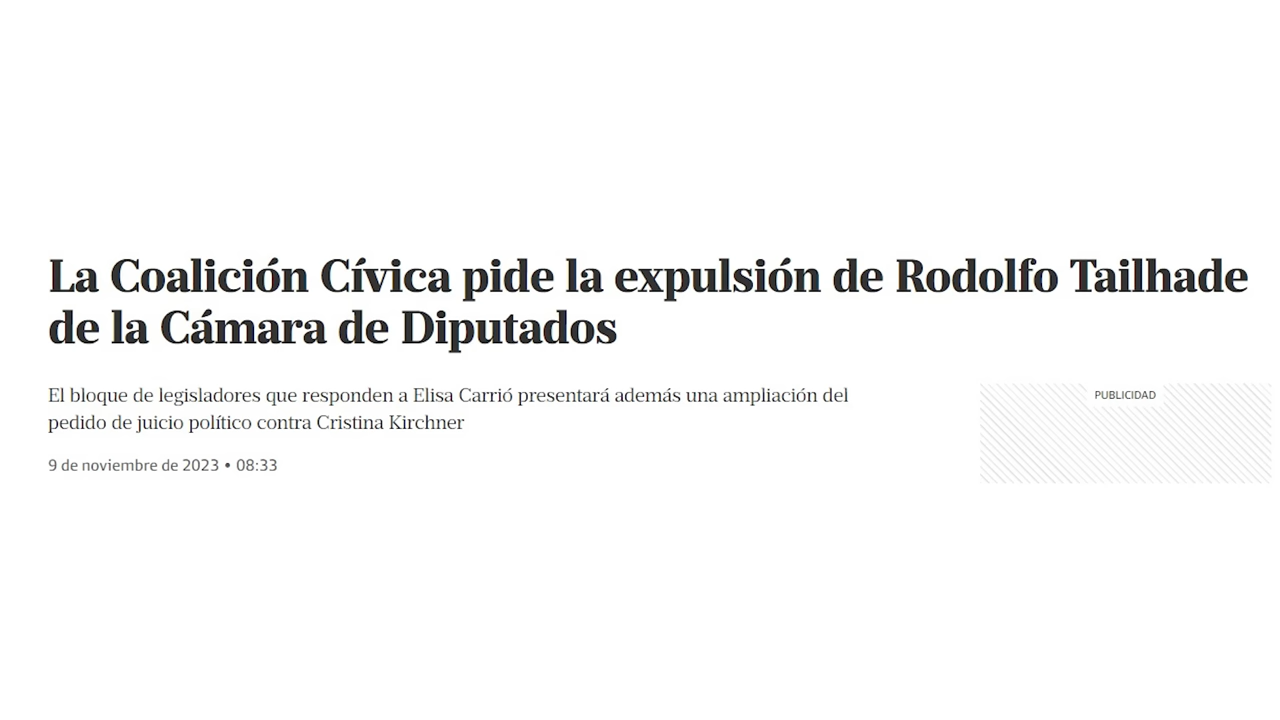 La Coalición Cívica pide la expulsión de Rodolfo Tailhade
de la Cámara de Diputados
El bloque de legisladores que responden a Elisa Carrió presentará además una ampliación del
pedido de juicio político contra Cristina Kirchner
PUBLICIDAD
9 de noviembre de 2023 • 08:33